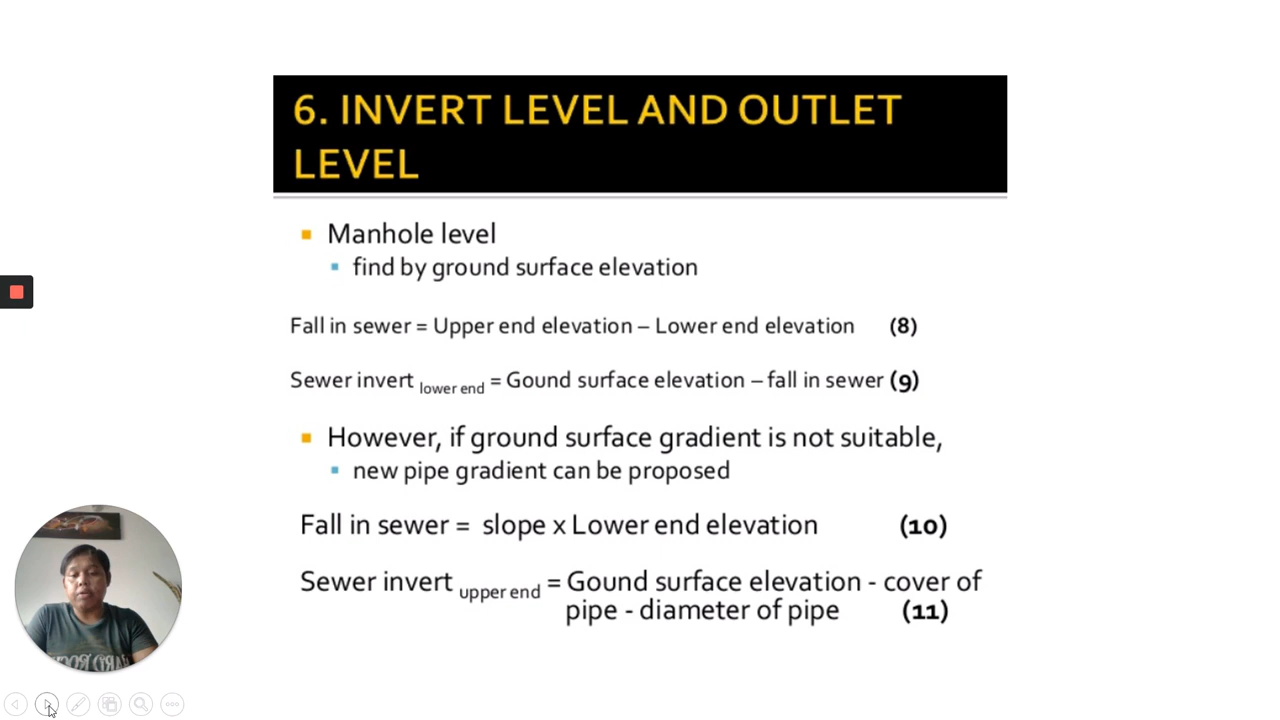 6. INVERT LEVEL AND OUTLET
LEVEL
Manhole level
find by ground surface elevation
Fall in sewer = Upper end elevation – Lower end elevation (8)
Sewer invert lower end = Gound surface elevation – fall in sewer (9)
However, if ground surface gradient is not suitable,
new pipe gradient can be proposed
Fall in sewer = slope x Lower end elevation (10)
Sewer invert upper end = Gound surface elevation - cover of
pipe - diameter of pipe (11)